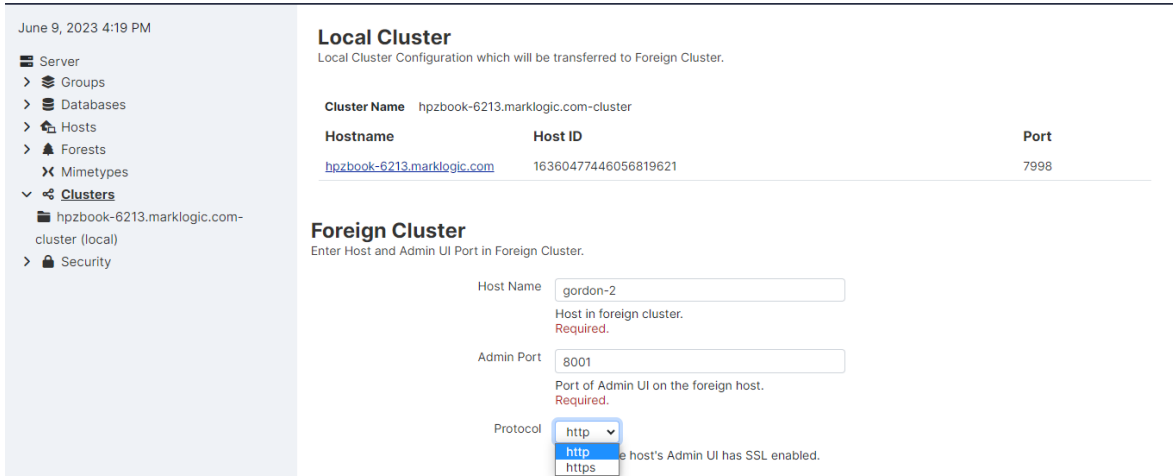 June 9, 2023 4:19 PM
Server
Groups
Databases
Hosts
Forests
Mimetypes
Clusters
hpzbook-6213.marklogic.com-
cluster (local)
Security
Local Cluster
Local Cluster Configuration which will be transferred to Foreign Cluster.
Cluster Name hpzbook-6213.marklogic.com-cluster
Hostname Host ID Port
hpzbook-6213.marklogic.com 16360477446056819621 7998
Foreign Cluster
Enter Host and Admin UI Port in Foreign Cluster.
Host Name gordon-2
Host in foreign cluster.
Required.
Admin Port 8001
Port of Admin UI on the foreign host.
Required.
Protocol http
http
host's Admin UI has SSL enabled.
https